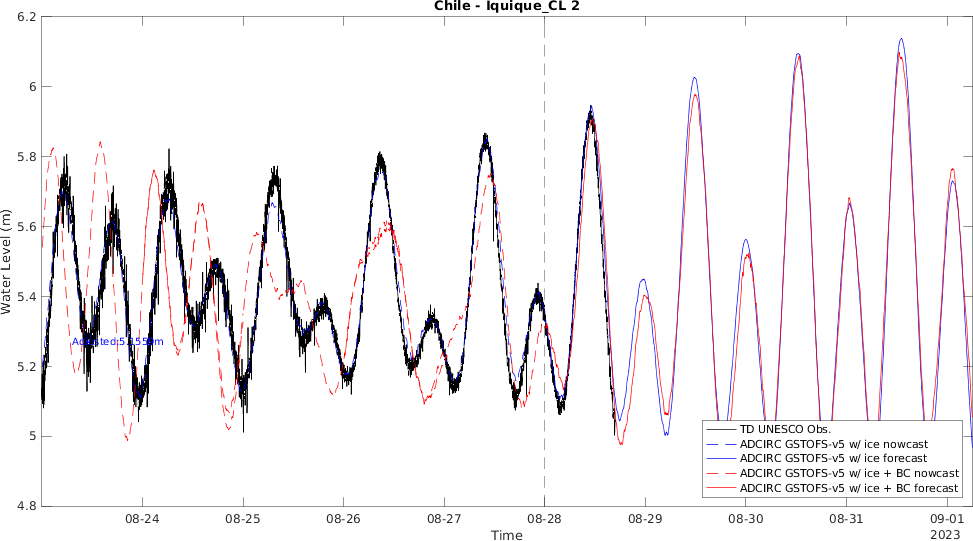 Chile - Iquique_CL 2
6.2
6
5.8
5.6
5.4
5.2
5
4.8
Water Level (m)
08-24
08-25
08-26
08-27
08-28
08-29
08-30
08-31
09-01
2023
Time
TD UNESCO Obs.
ADCIRC GSTOFS-v5 w/ ice nowcast
ADCIRC GSTOFS-v5 w/ ice forecast
ADCIRC GSTOFS-v5 w/ ice + BC nowcast
ADCIRC GSTOFS-v5 w/ ice + BC forecast